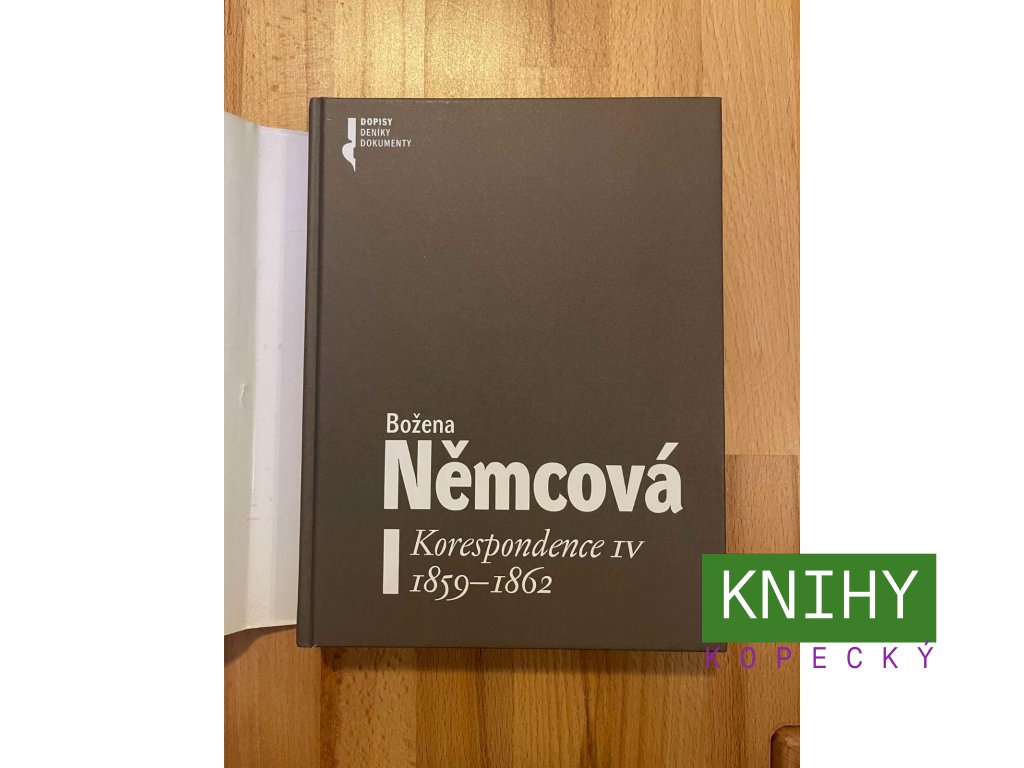 DOPISY
DENÍKY
DOKUMENTY
Božena
Němcová
Korespondence IV
1859–1862
KNIHY
KOPECKÝ